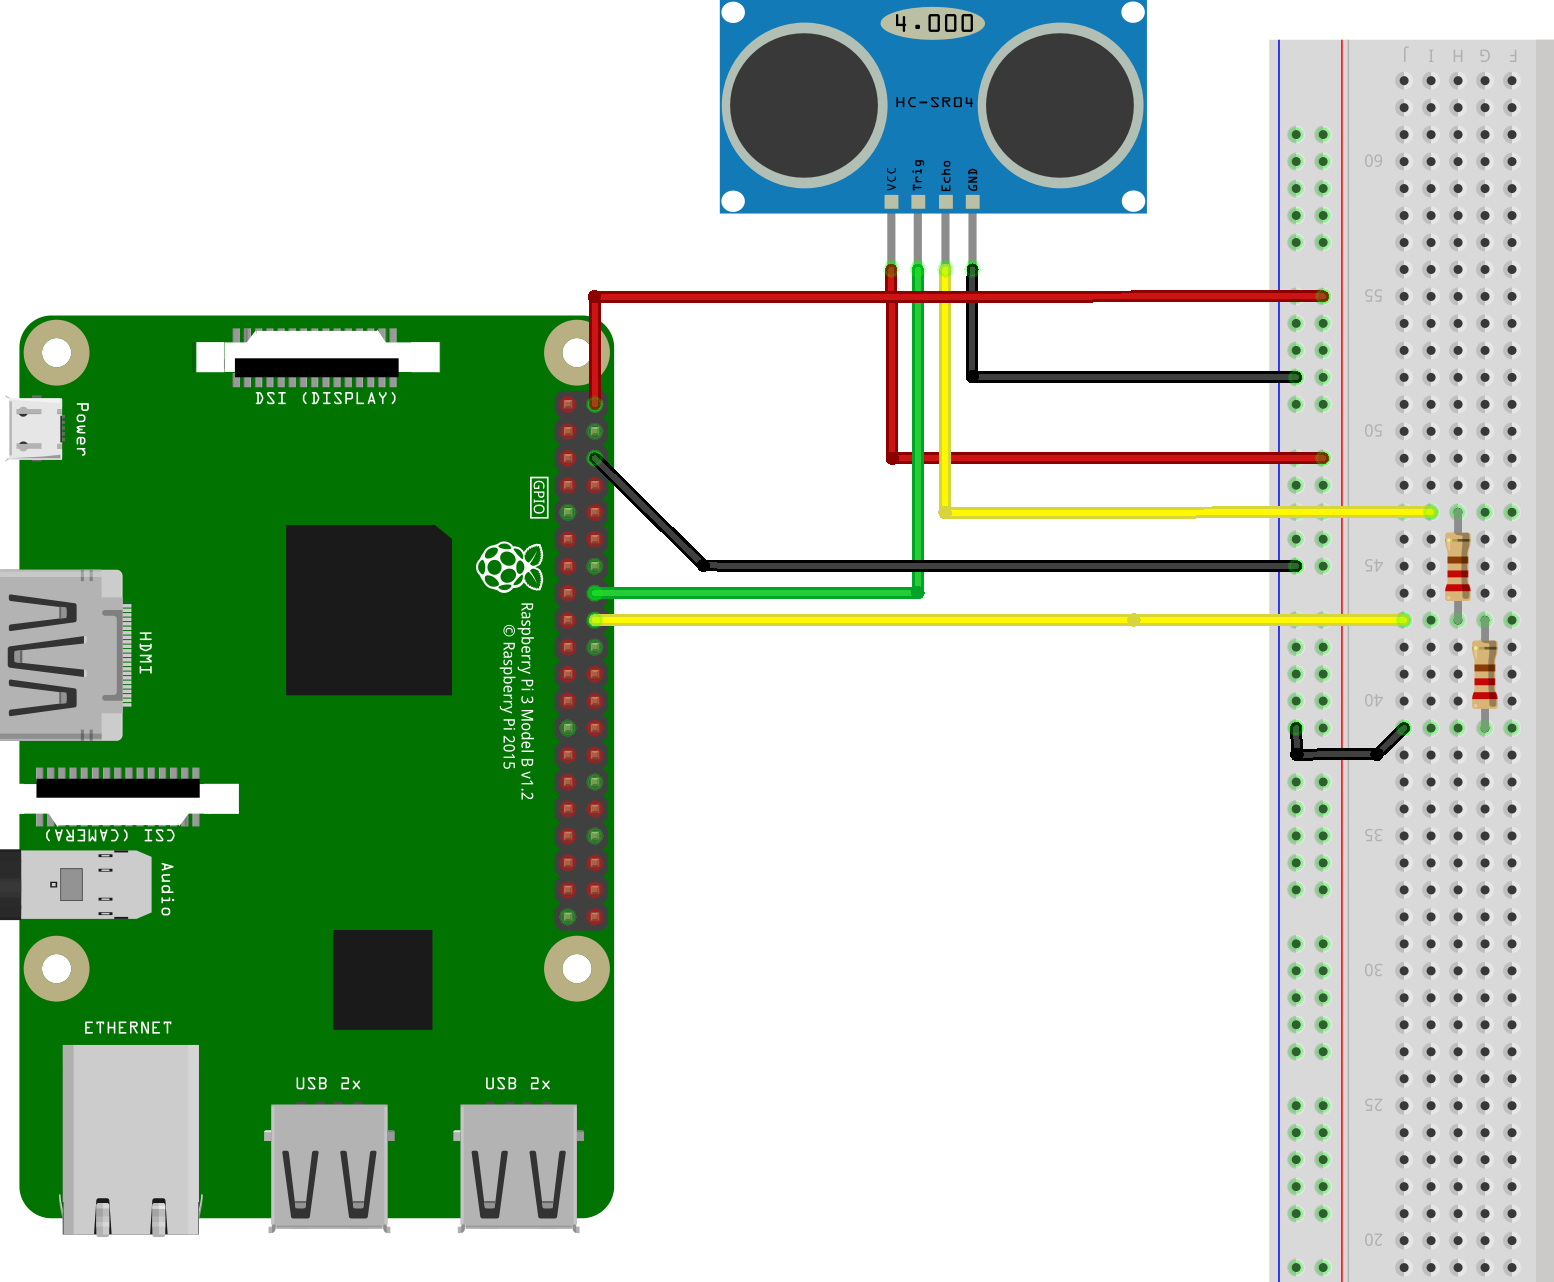 4.000
HC-SR04
VCC
Trig
Echo
GND
J I H G F
60
55
50
45
40
35
30
25
20
DSI (DISPLAY)
Power
GPIO
HDMI
Raspberry Pi 3 Model B v1.2
© Raspberry Pi 2015
CSI (CAMERA)
Audio
ETHERNET
USB 2x
USB 2x